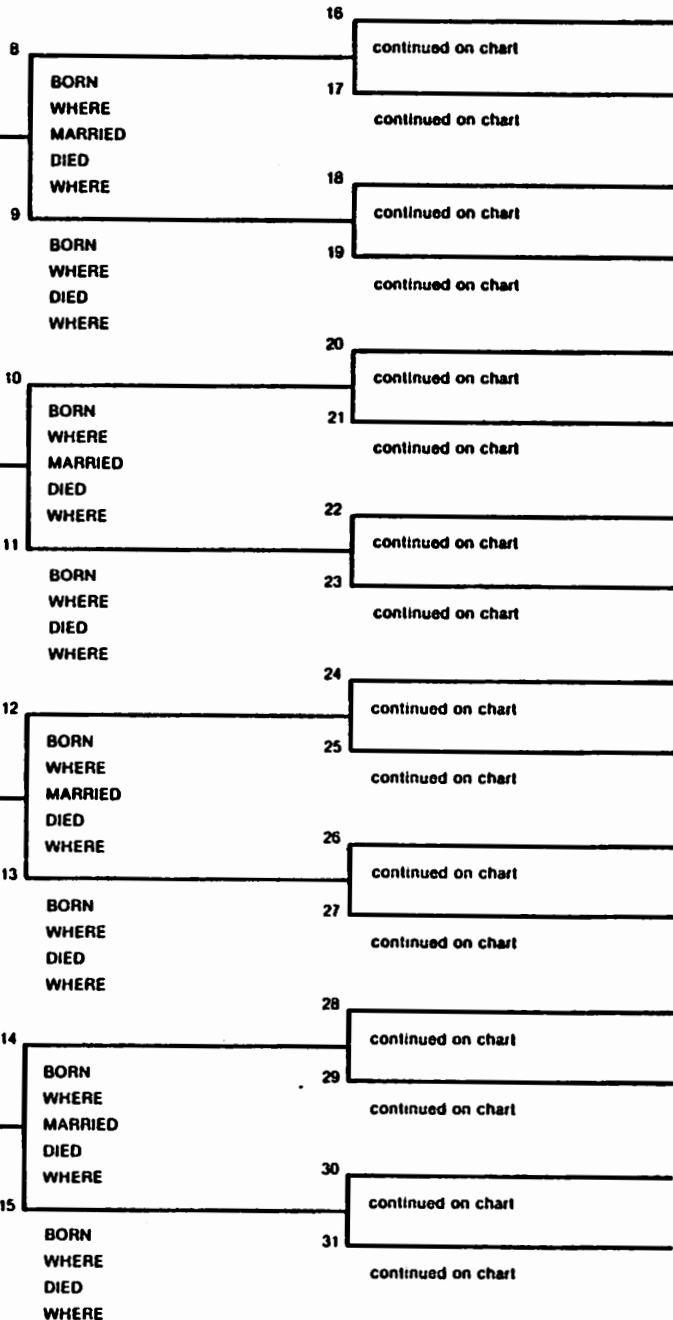 16
continued on chart
8
BORN
17
WHERE
continued on chart
MARRIED
DIED
WHERE
18
continued on chart
9
BORN
19
WHERE
continued on chart
DIED
WHERE
20
10
continued on chart
BORN
21
WHERE
continued on chart
MARRIED
DIED
WHERE
22
continued on chart
11
BORN
23
WHERE
continued on chart
DIED
WHERE
24
12
continued on chart
BORN
25
WHERE
continued on chart
MARRIED
DIED
WHERE
26
continued on chart
13
BORN
27
WHERE
continued on chart
DIED
WHERE
28
14
continued on chart
BORN
29
WHERE
continued on chart
MARRIED
DIED
WHERE
30
continued on chart
15
BORN
31
WHERE
continued on chart
DIED
WHERE